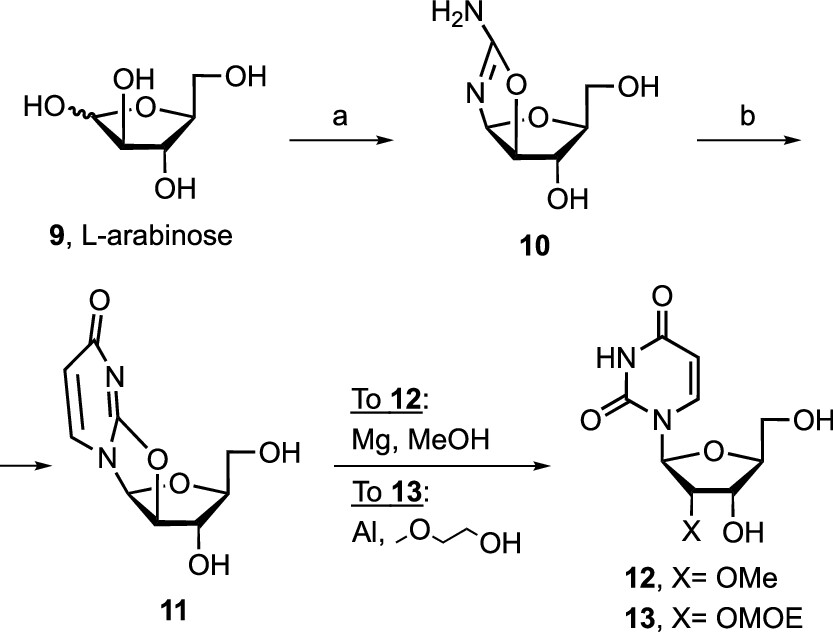 H₂N
OH
OH
HO
O
OH
9, L-arabinose
a
N
O
O
OH
OH
10
b
O
N
N
O
O
OH
OH
11
To 12:
Mg, MeOH
To 13:
Al,
O
OH
O
HN
O
N
O
OH
X
OH
12, X= OMe
13, X= OMOE